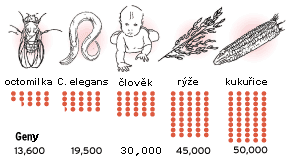 octomilka C. elegans člověk rýže kukuřice
Geny
13,600 19,500 30,000 45,000 50,000